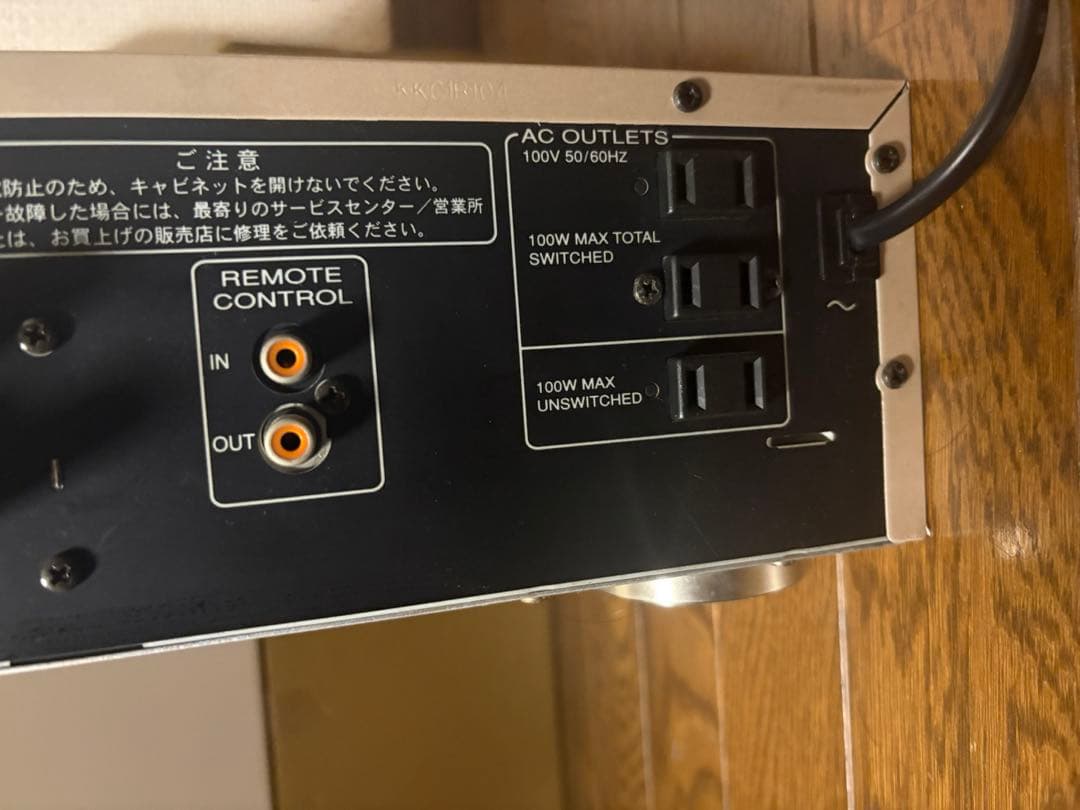 ご注意
防止のため、キャビネットを開けないでください。
故障した場合には、最寄りのサービスセンター／営業所
は、お買上げの販売店に修理をご依頼ください。
REMOTE
CONTROL
IN
OUT
AC OUTLETS
100V 50/60HZ
100W MAX TOTAL
SWITCHED
100W MAX
UNSWITCHED
~